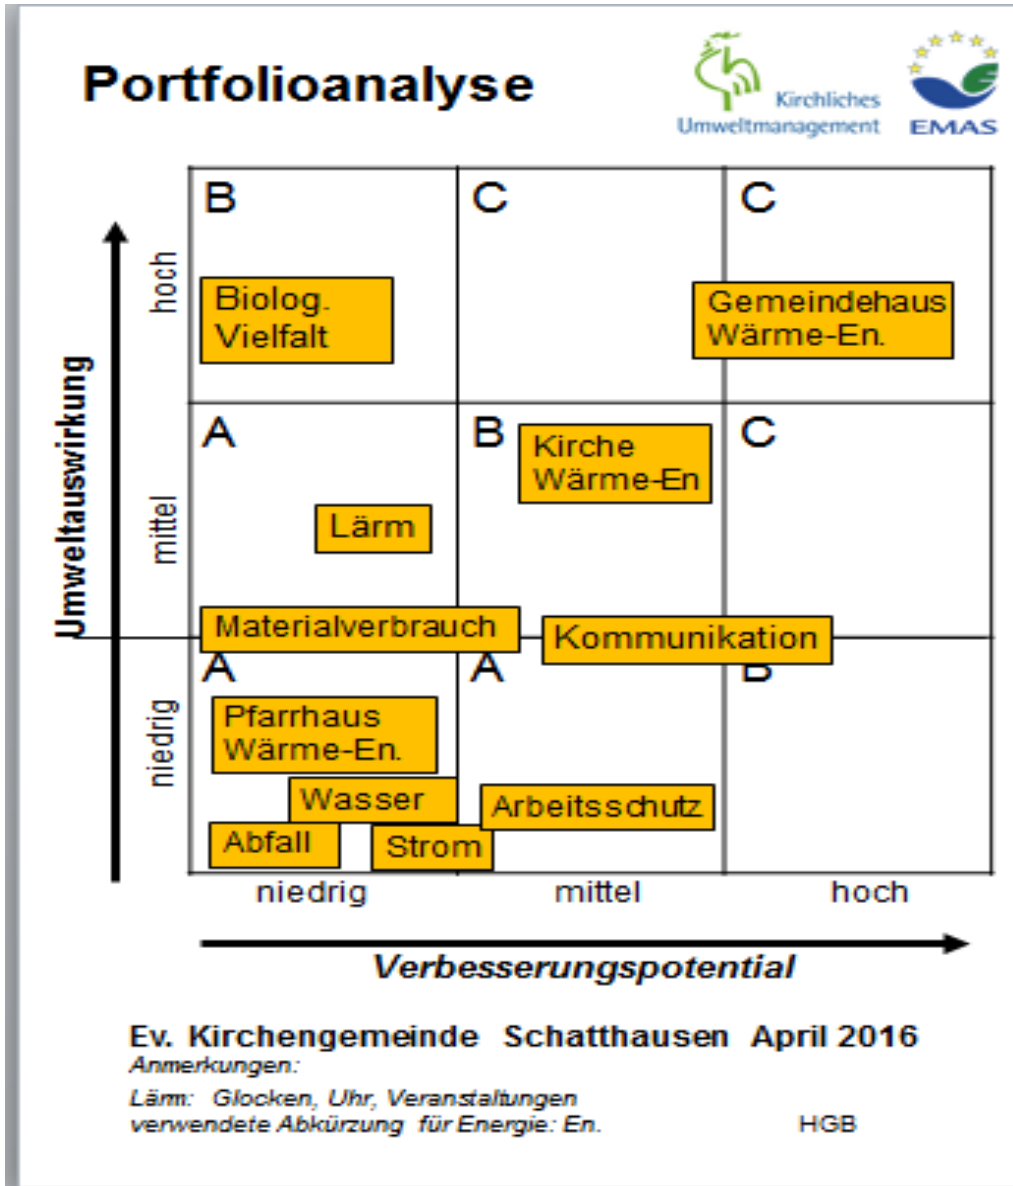 Portfolioanalyse
Kirchliches
Umweltmanagement
EMAS
B
C
C
hoch
Biolog.
Vielfalt
Gemeindehaus
Wärme-En.
Umweltauswirkung
A
B
C
mittel
Kirche
Wärme-En
Lärm
Materialverbrauch
Kommunikation
A
A
B
niedrig
Pfarrhaus
Wärme-En.
Wasser
Arbeitsschutz
Abfall
Strom
niedrig
mittel
hoch
Verbesserungspotential
Ev. Kirchengemeinde Schatthausen April 2016
Anmerkungen:
Lärm: Glocken, Uhr, Veranstaltungen
verwendete Abkürzung für Energie: En.
HGB